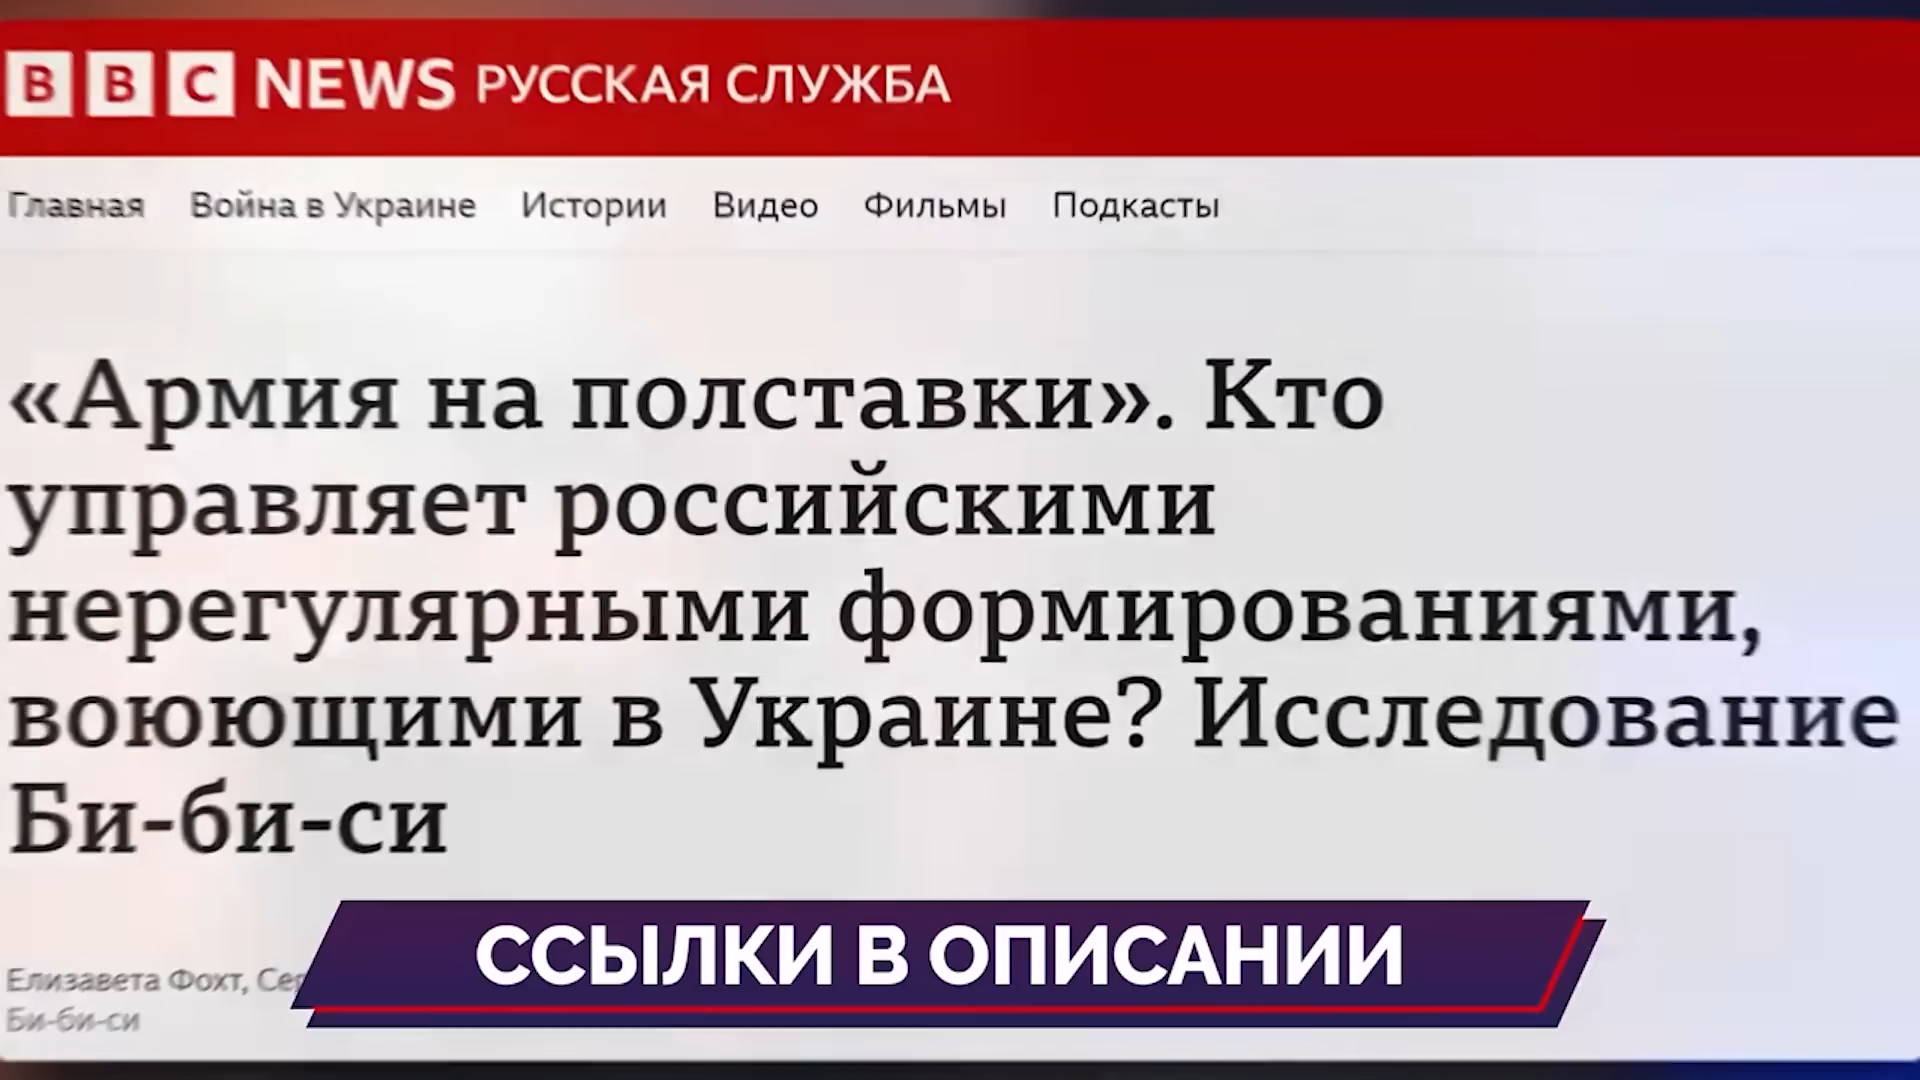 BBC NEWS РУССКАЯ СЛУЖБА
Главная Война в Украине Истории Видео Фильмы Подкасты
«Армия на полставки». Кто
управляет российскими
нерегулярными формированиями,
воюющими в Украине? Исследование
Би-би-си
ССЫЛКИ В ОПИСАНИИ
Елизавета Фохт,
Би-би-си